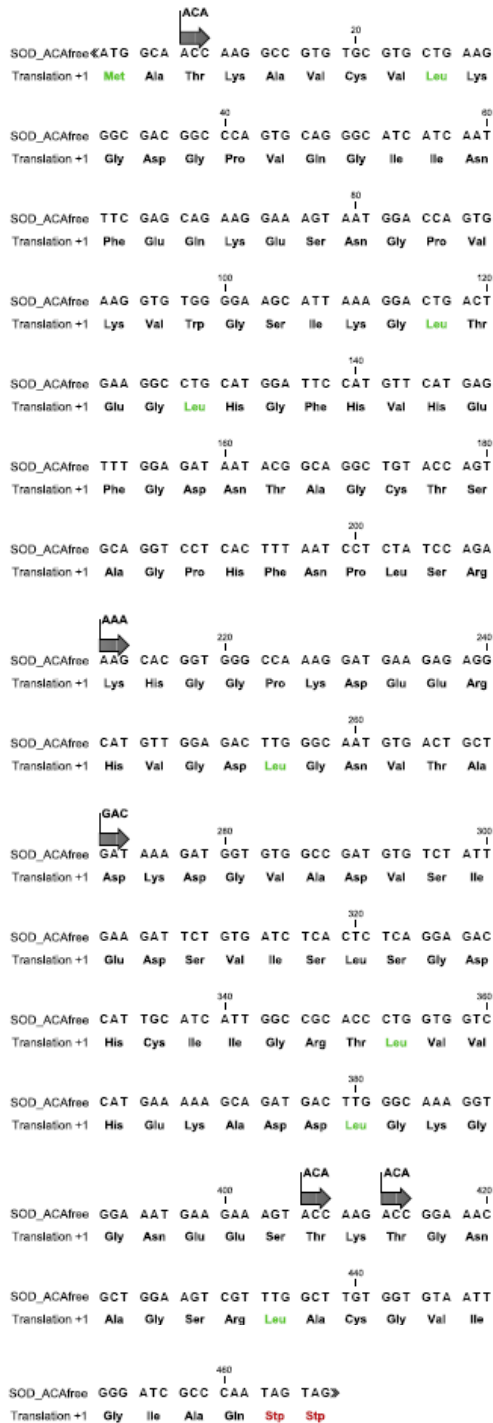 ACA
20
SOD_ACAfree «ATG GCA ACC AAG GCC GTG TGC GTG CTG AAG
Translation +1 Met Ala Thr Lys Ala Val Cys Val Leu Lys
40 60
SOD_ACAfree GGC GAC GGC CCA GTG CAG GGC ATC ATC AAT
Translation +1 Gly Asp Gly Pro Val Gln Gly Ile Ile Asn
80
SOD_ACAfree TTC GAG CAG AAG GAA AGT AAT GGA CCA GTG
Translation +1 Phe Glu Gln Lys Glu Ser Asn Gly Pro Val
100 120
SOD_ACAfree AAG GTG TGG GGA AGC ATT AAA GGA CTG ACT
Translation +1 Lys Val Trp Gly Ser Ile Lys Gly Leu Thr
140
SOD_ACAfree GAA GGC CTG CAT GGA TTC CAT GTT CAT GAG
Translation +1 Glu Gly Leu His Gly Phe His Val His Glu
160 180
SOD_ACAfree TTT GGA GAT AAT ACG GCA GGC TGT ACC AGT
Translation +1 Phe Gly Asp Asn Thr Ala Gly Cys Thr Ser
200
SOD_ACAfree GCA GGT CCT CAC TTT AAT CCT CTA TCC AGA
Translation +1 Ala Gly Pro His Phe Asn Pro Leu Ser Arg
AAA
220 240
SOD_ACAfree AAG CAC GGT GGG CCA AAG GAT GAA GAG AGG
Translation +1 Lys His Gly Gly Pro Lys Asp Glu Glu Arg
260
SOD_ACAfree CAT GTT GGA GAC TTG GGC AAT GTG ACT GCT
Translation +1 His Val Gly Asp Leu Gly Asn Val Thr Ala
GAC
280 300
SOD_ACAfree GAT AAA GAT GGT GTG GCC GAT GTG TCT ATT
Translation +1 Asp Lys Asp Gly Val Ala Asp Val Ser Ile
320
SOD_ACAfree GAA GAT TCT GTG ATC TCA CTC TCA GGA GAC
Translation +1 Glu Asp Ser Val Ile Ser Leu Ser Gly Asp
340 360
SOD_ACAfree CAT TGC ATC ATT GGC CGC ACC CTG GTG GTC
Translation +1 His Cys Ile Ile Gly Arg Thr Leu Val Val
380
SOD_ACAfree CAT GAA AAA GCA GAT GAC TTG GGC AAA GGT
Translation +1 His Glu Lys Ala Asp Asp Leu Gly Lys Gly
ACA ACA
400 420
SOD_ACAfree GGA AAT GAA GAA AGT ACC AAG ACC GGA AAC
Translation +1 Gly Asn Glu Glu Ser Thr Lys Thr Gly Asn
440
SOD_ACAfree GCT GGA AGT CGT TTG GCT TGT GGT GTA ATT
Translation +1 Ala Gly Ser Arg Leu Ala Cys Gly Val Ile
460
SOD_ACAfree GGG ATC GCC CAA TAG TAG»
Translation +1 Gly Ile Ala Gln Stp Stp